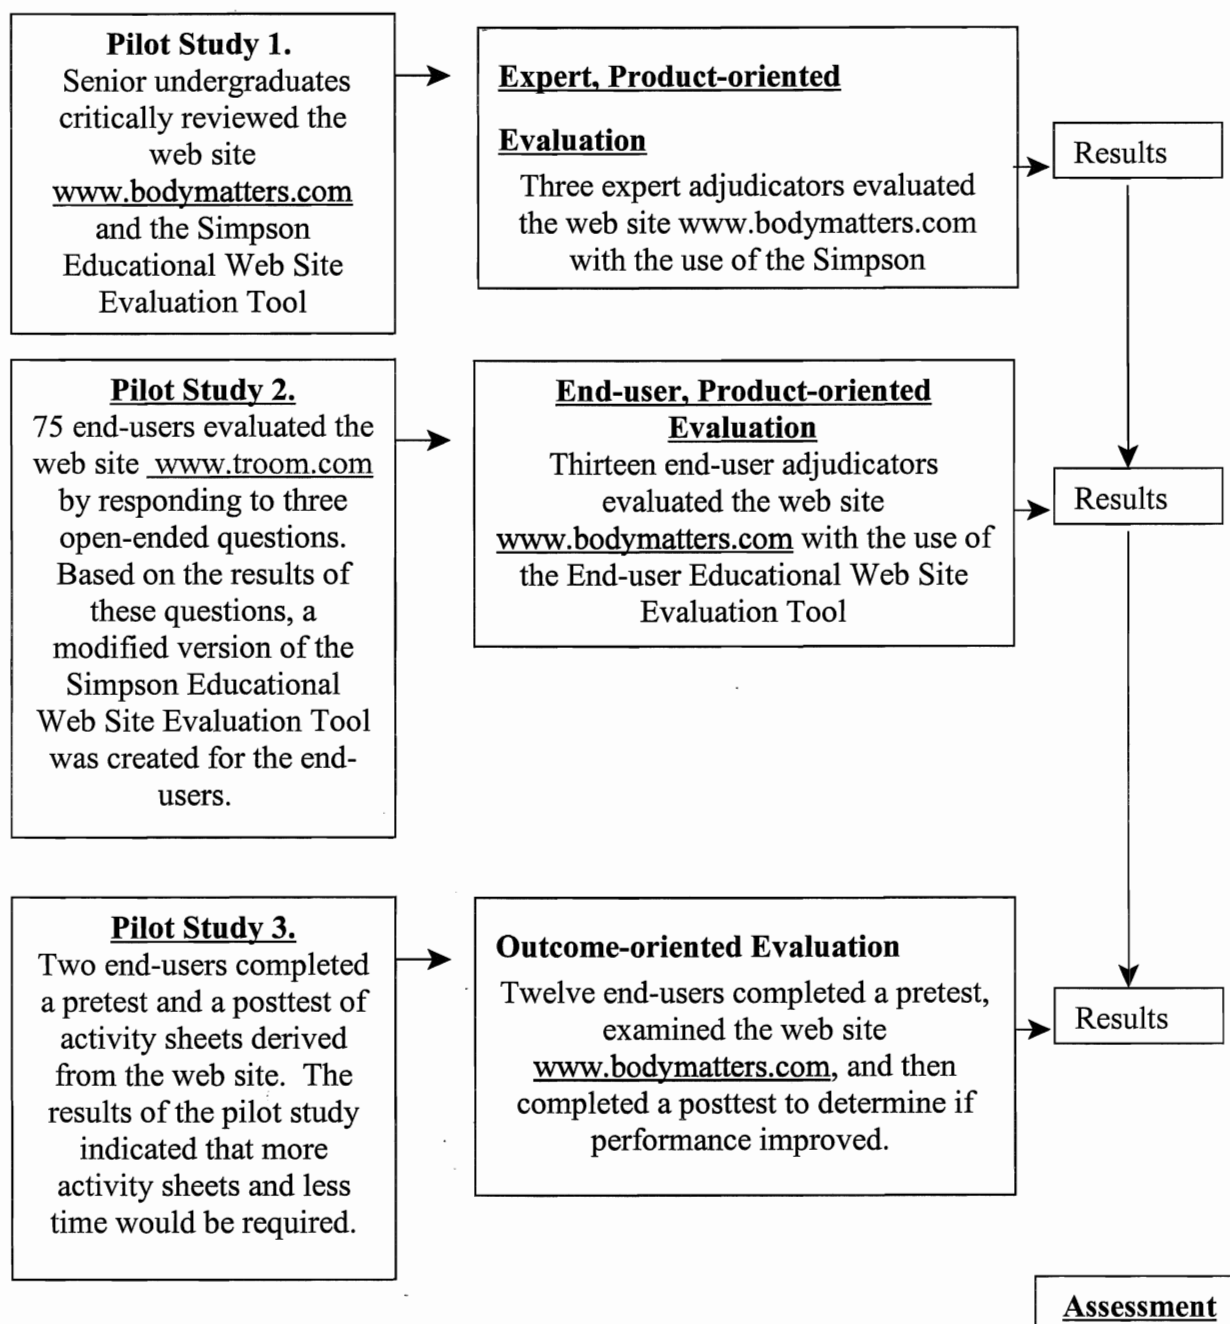 Pilot Study 1.
Senior undergraduates
critically reviewed the
web site
www.bodymatters.com
and the Simpson
Educational Web Site
Evaluation Tool
Expert, Product-oriented
Evaluation
Three expert adjudicators evaluated
the web site www.bodymatters.com
with the use of the Simpson
Results
Pilot Study 2.
75 end-users evaluated the
web site www.troom.com
by responding to three
open-ended questions.
Based on the results of
these questions, a
modified version of the
Simpson Educational
Web Site Evaluation Tool
was created for the end-
users.
End-user, Product-oriented
Evaluation
Thirteen end-user adjudicators
evaluated the web site
www.bodymatters.com with the use of
the End-user Educational Web Site
Evaluation Tool
Results
Pilot Study 3.
Two end-users completed
a pretest and a posttest of
activity sheets derived
from the web site. The
results of the pilot study
indicated that more
activity sheets and less
time would be required.
Outcome-oriented Evaluation
Twelve end-users completed a pretest,
examined the web site
www.bodymatters.com, and then
completed a posttest to determine if
performance improved.
Results
Assessment